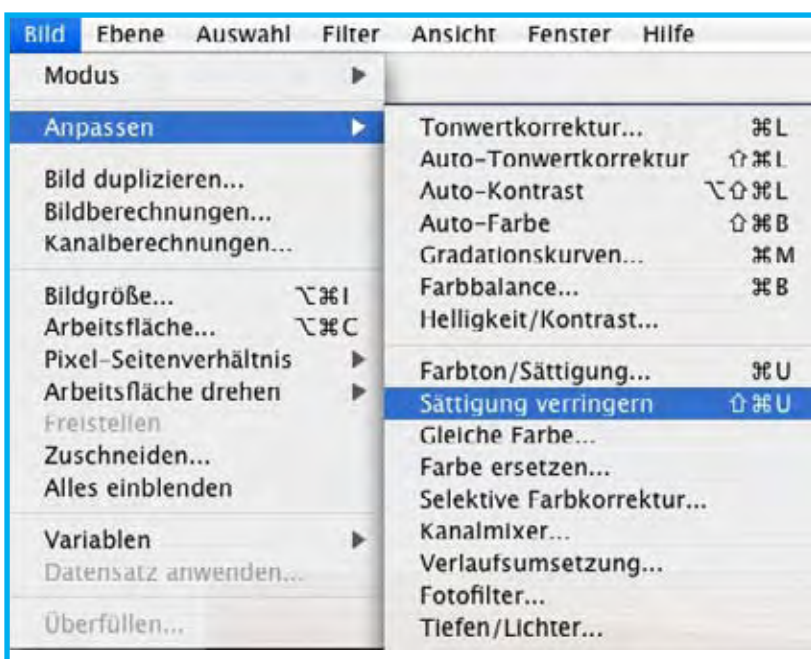 Bild Ebene Auswahl Filter Ansicht Fenster Hilfe
Modus ▶
Anpassen ▶
Bild duplizieren...
Bildberechnungen...
Kanalberechnungen...
Bildgröße... ⌥⌘I
Arbeitsfläche... ⌥⌘C
Pixel-Seitenverhältnis ▶
Arbeitsfläche drehen ▶
Freistellen
Zuschneiden...
Alles einblenden
Variablen ▶
Datensatz anwenden...
Überfüllen...
Tonwertkorrektur... ⌘L
Auto-Tonwertkorrektur ⇧⌘L
Auto-Kontrast ⌥⇧⌘L
Auto-Farbe ⇧⌘B
Gradationskurven... ⌘M
Farbbalance... ⌘B
Helligkeit/Kontrast...
Farbton/Sättigung... ⌘U
Sättigung verringern ⇧⌘U
Gleiche Farbe...
Farbe ersetzen...
Selektive Farbkorrektur...
Kanalmixer...
Verlaufsumsetzung...
Fotofilter...
Tiefen/Lichter...